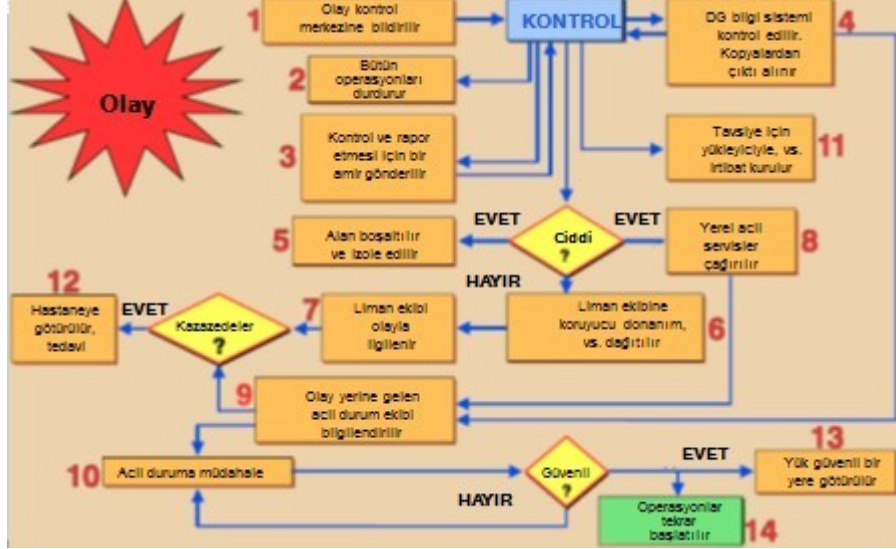 Olay
1
Olay kontrol
merkezine bildirilir
KONTROL
DG bilgi sistemi
kontrol edilir.
Kopyalardan
çıktı alınır
4
2
Bütün
operasyonları
durdurur
3
Kontrol ve rapor
etmesi için bir
amir gönderilir
Tavsiye için
yükleyiciyle, vs.
irtibat kurulur
11
5
Alan boşaltılır
ve izole edilir
EVET
Ciddi
?
EVET
Yerel acil
servisler
çağırılır
8
HAYIR
12
Hastaneye
götürülür,
tedavi
EVET
Kazazedeler
?
7
Liman ekibi
olayla
ilgilenir
Liman ekibine
koruyucu donanım,
vs. dağıtılır
6
9
Olay yerine gelen
acil durum ekibi
bilgilendirilir
10
Acil duruma müdahale
HAYIR
Güvenli
?
EVET
13
Yük güvenli bir
yere götürülür
Operasyonlar
tekrar
başlatılır
14